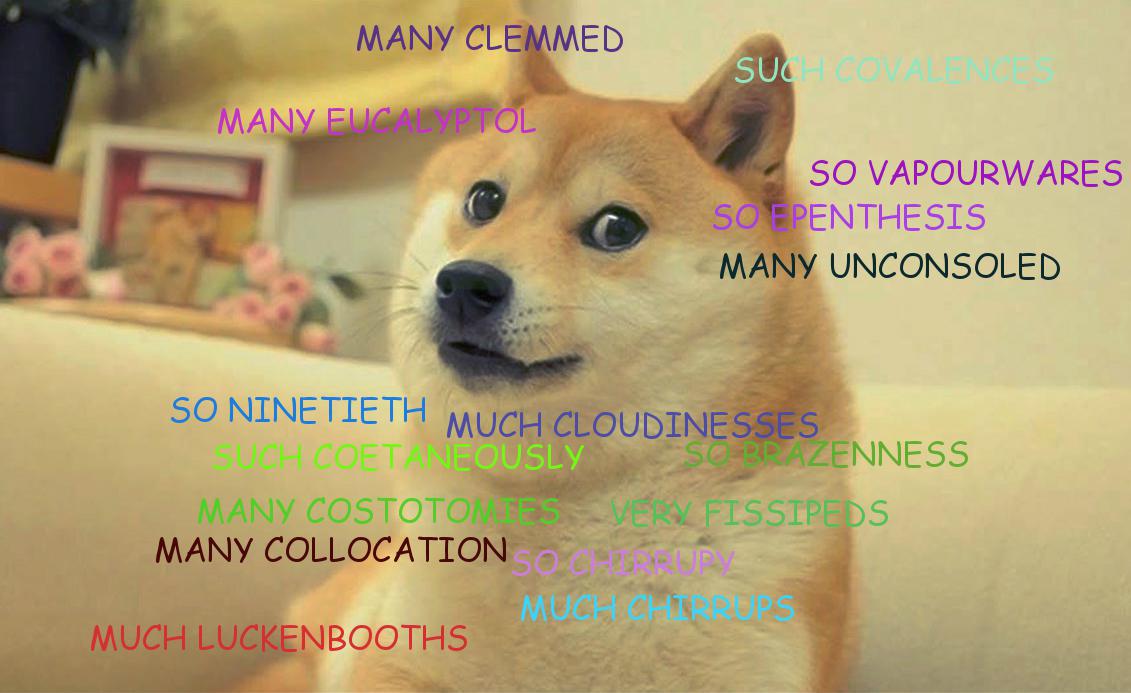 MANY CLEMMED
SUCH COVALENCES
MANY EUCALYPTOL
SO VAPOURWARES
SO EPENTHESIS
MANY UNCONSOLED
SO NINETIETH
MUCH CLOUDINESSES
SUCH COETANEOUSLY
SO BRAZENNESS
MANY COSTOTOMIES
VERY FISSIPEDS
MANY COLLOCATION
SO CHIRRUPY
MUCH CHIRRUPS
MUCH LUCKENBOOTHS